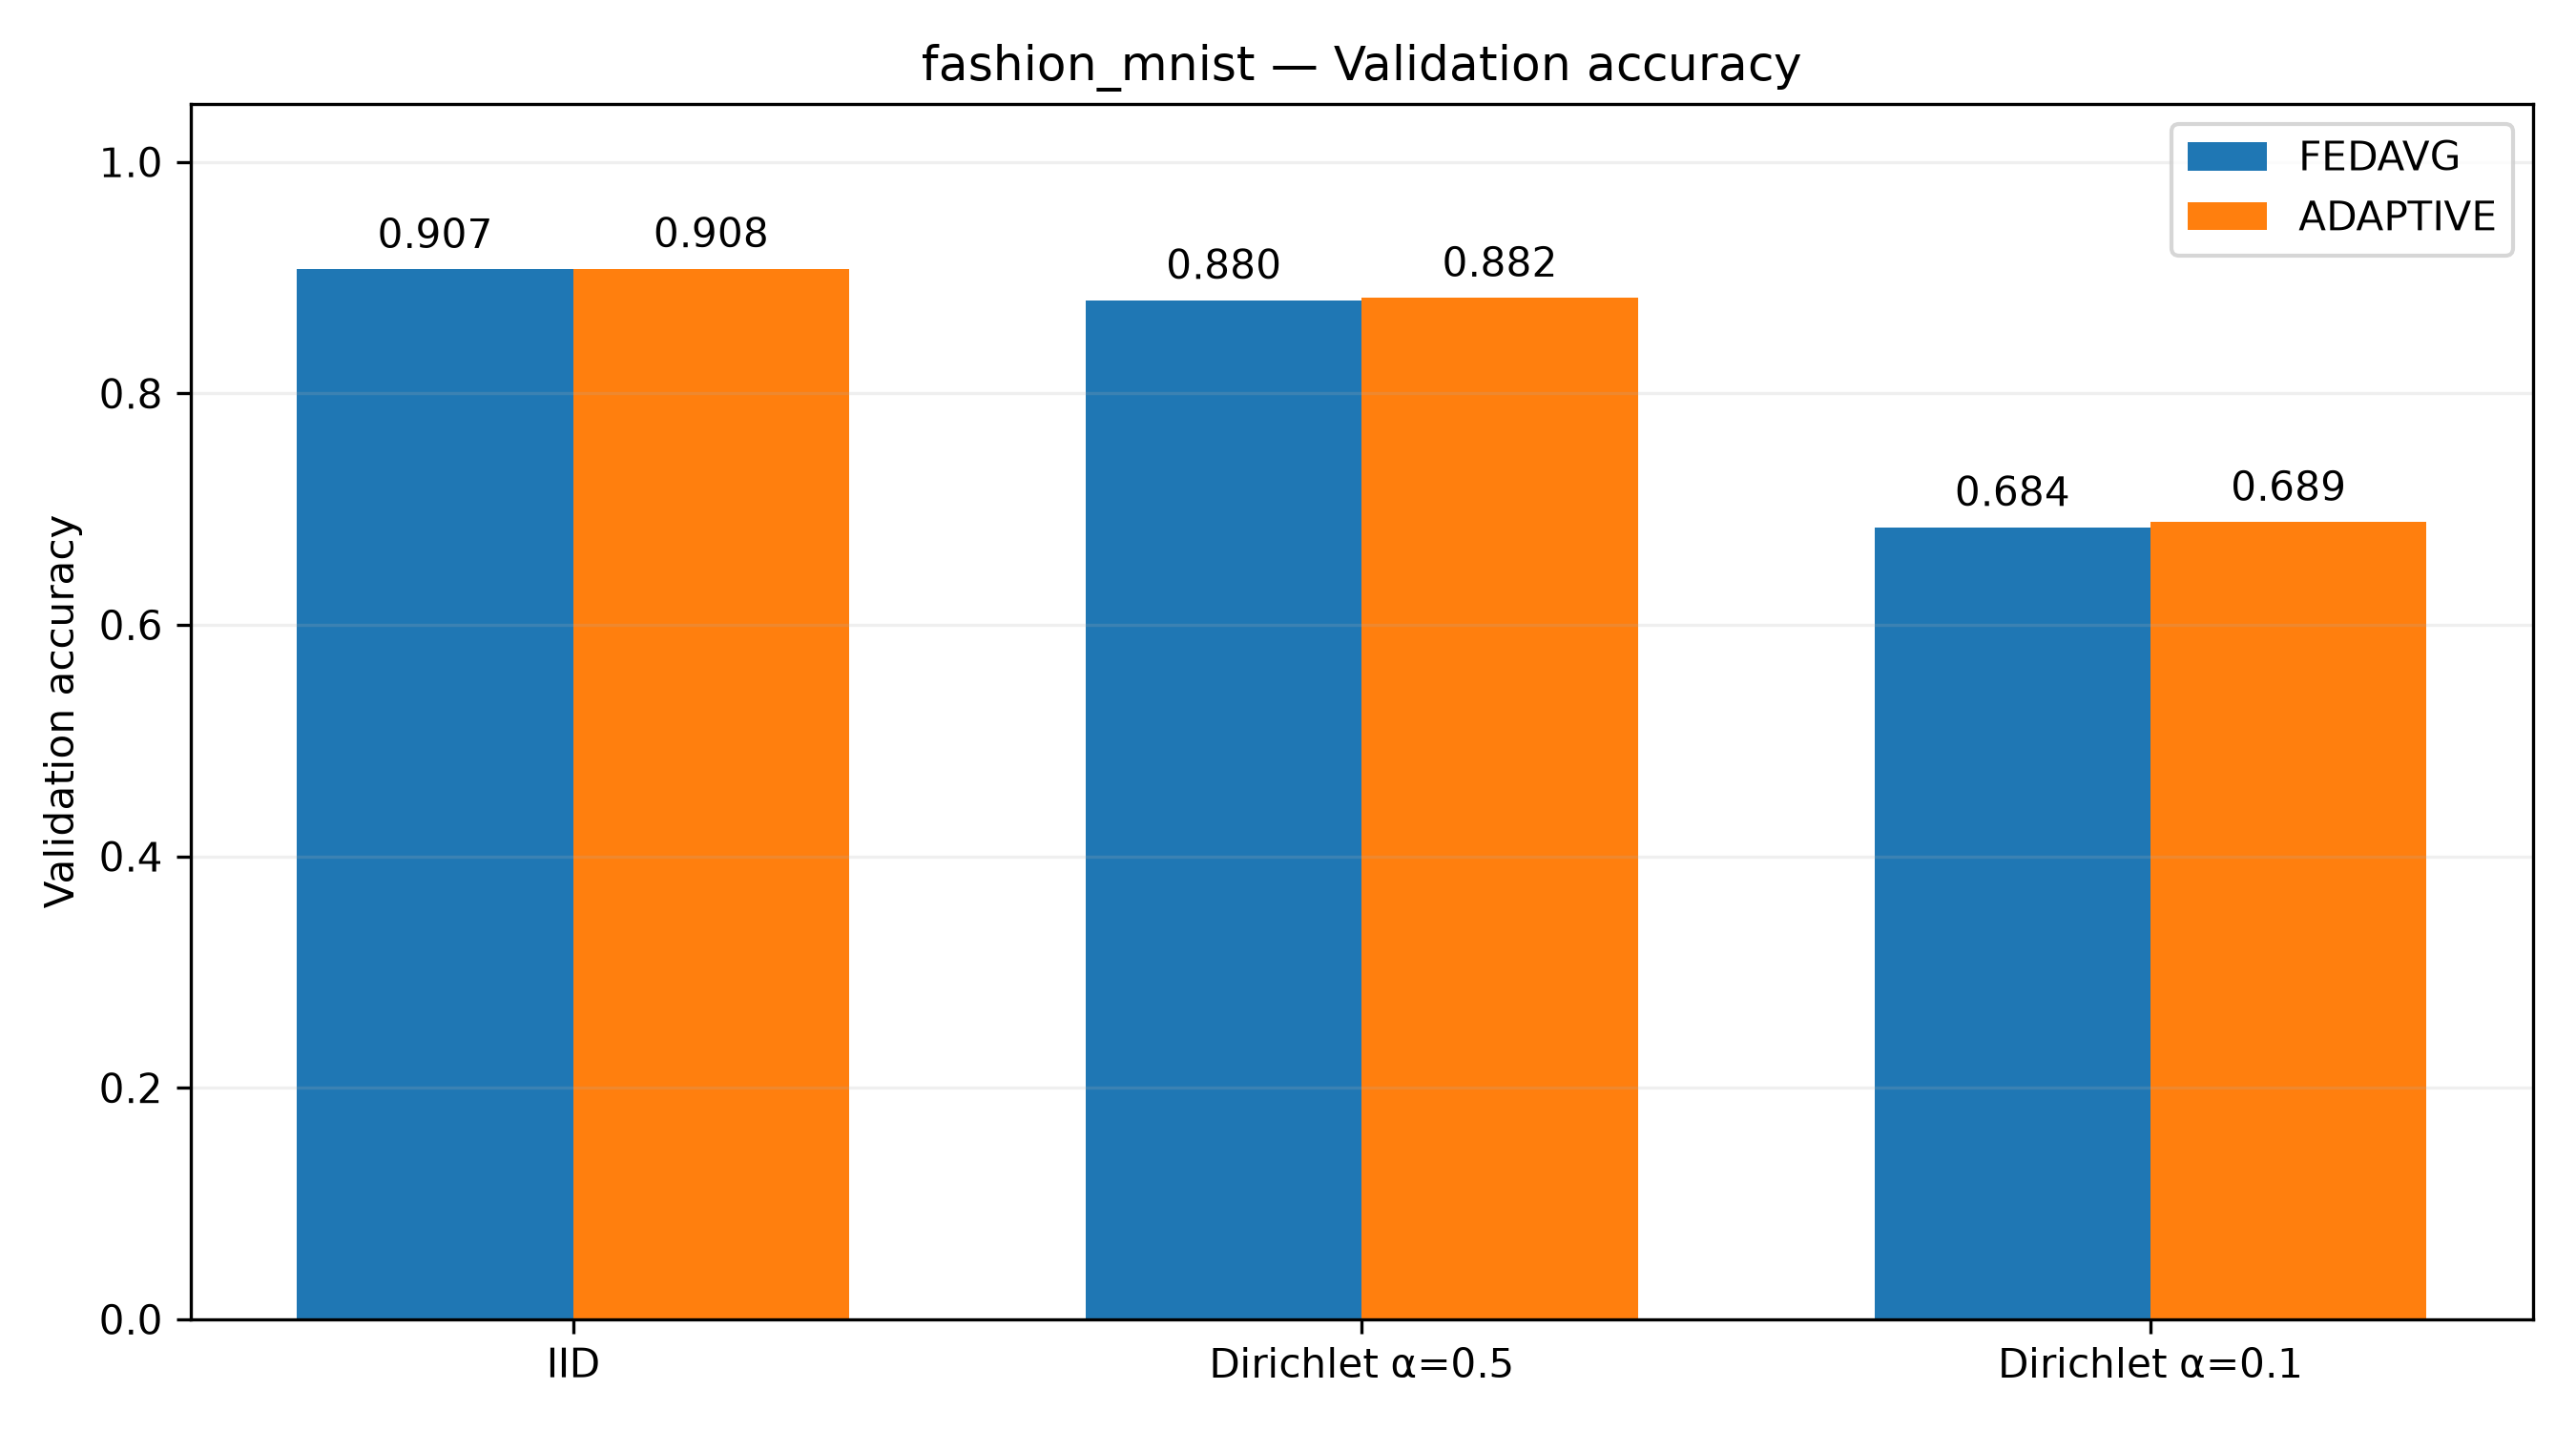 fashion_mnist — Validation accuracy
FEDAVG
ADAPTIVE
Validation accuracy
1.0
0.8
0.6
0.4
0.2
0.0
0.907
0.908
0.880
0.882
0.684
0.689
IID
Dirichlet α=0.5
Dirichlet α=0.1